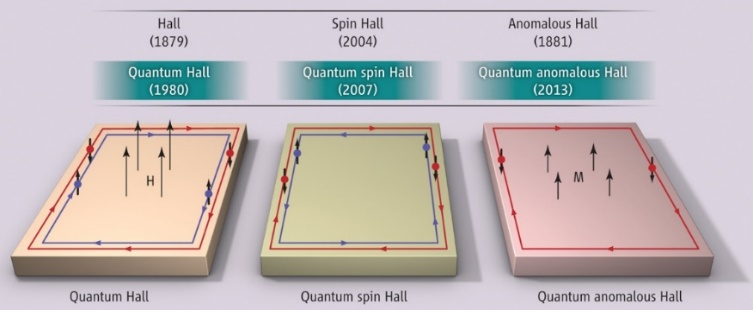 Hall
(1879)
Spin Hall
(2004)
Anomalous Hall
(1881)
Quantum Hall
(1980)
Quantum spin Hall
(2007)
Quantum anomalous Hall
(2013)
H
M
Quantum Hall
Quantum spin Hall
Quantum anomalous Hall